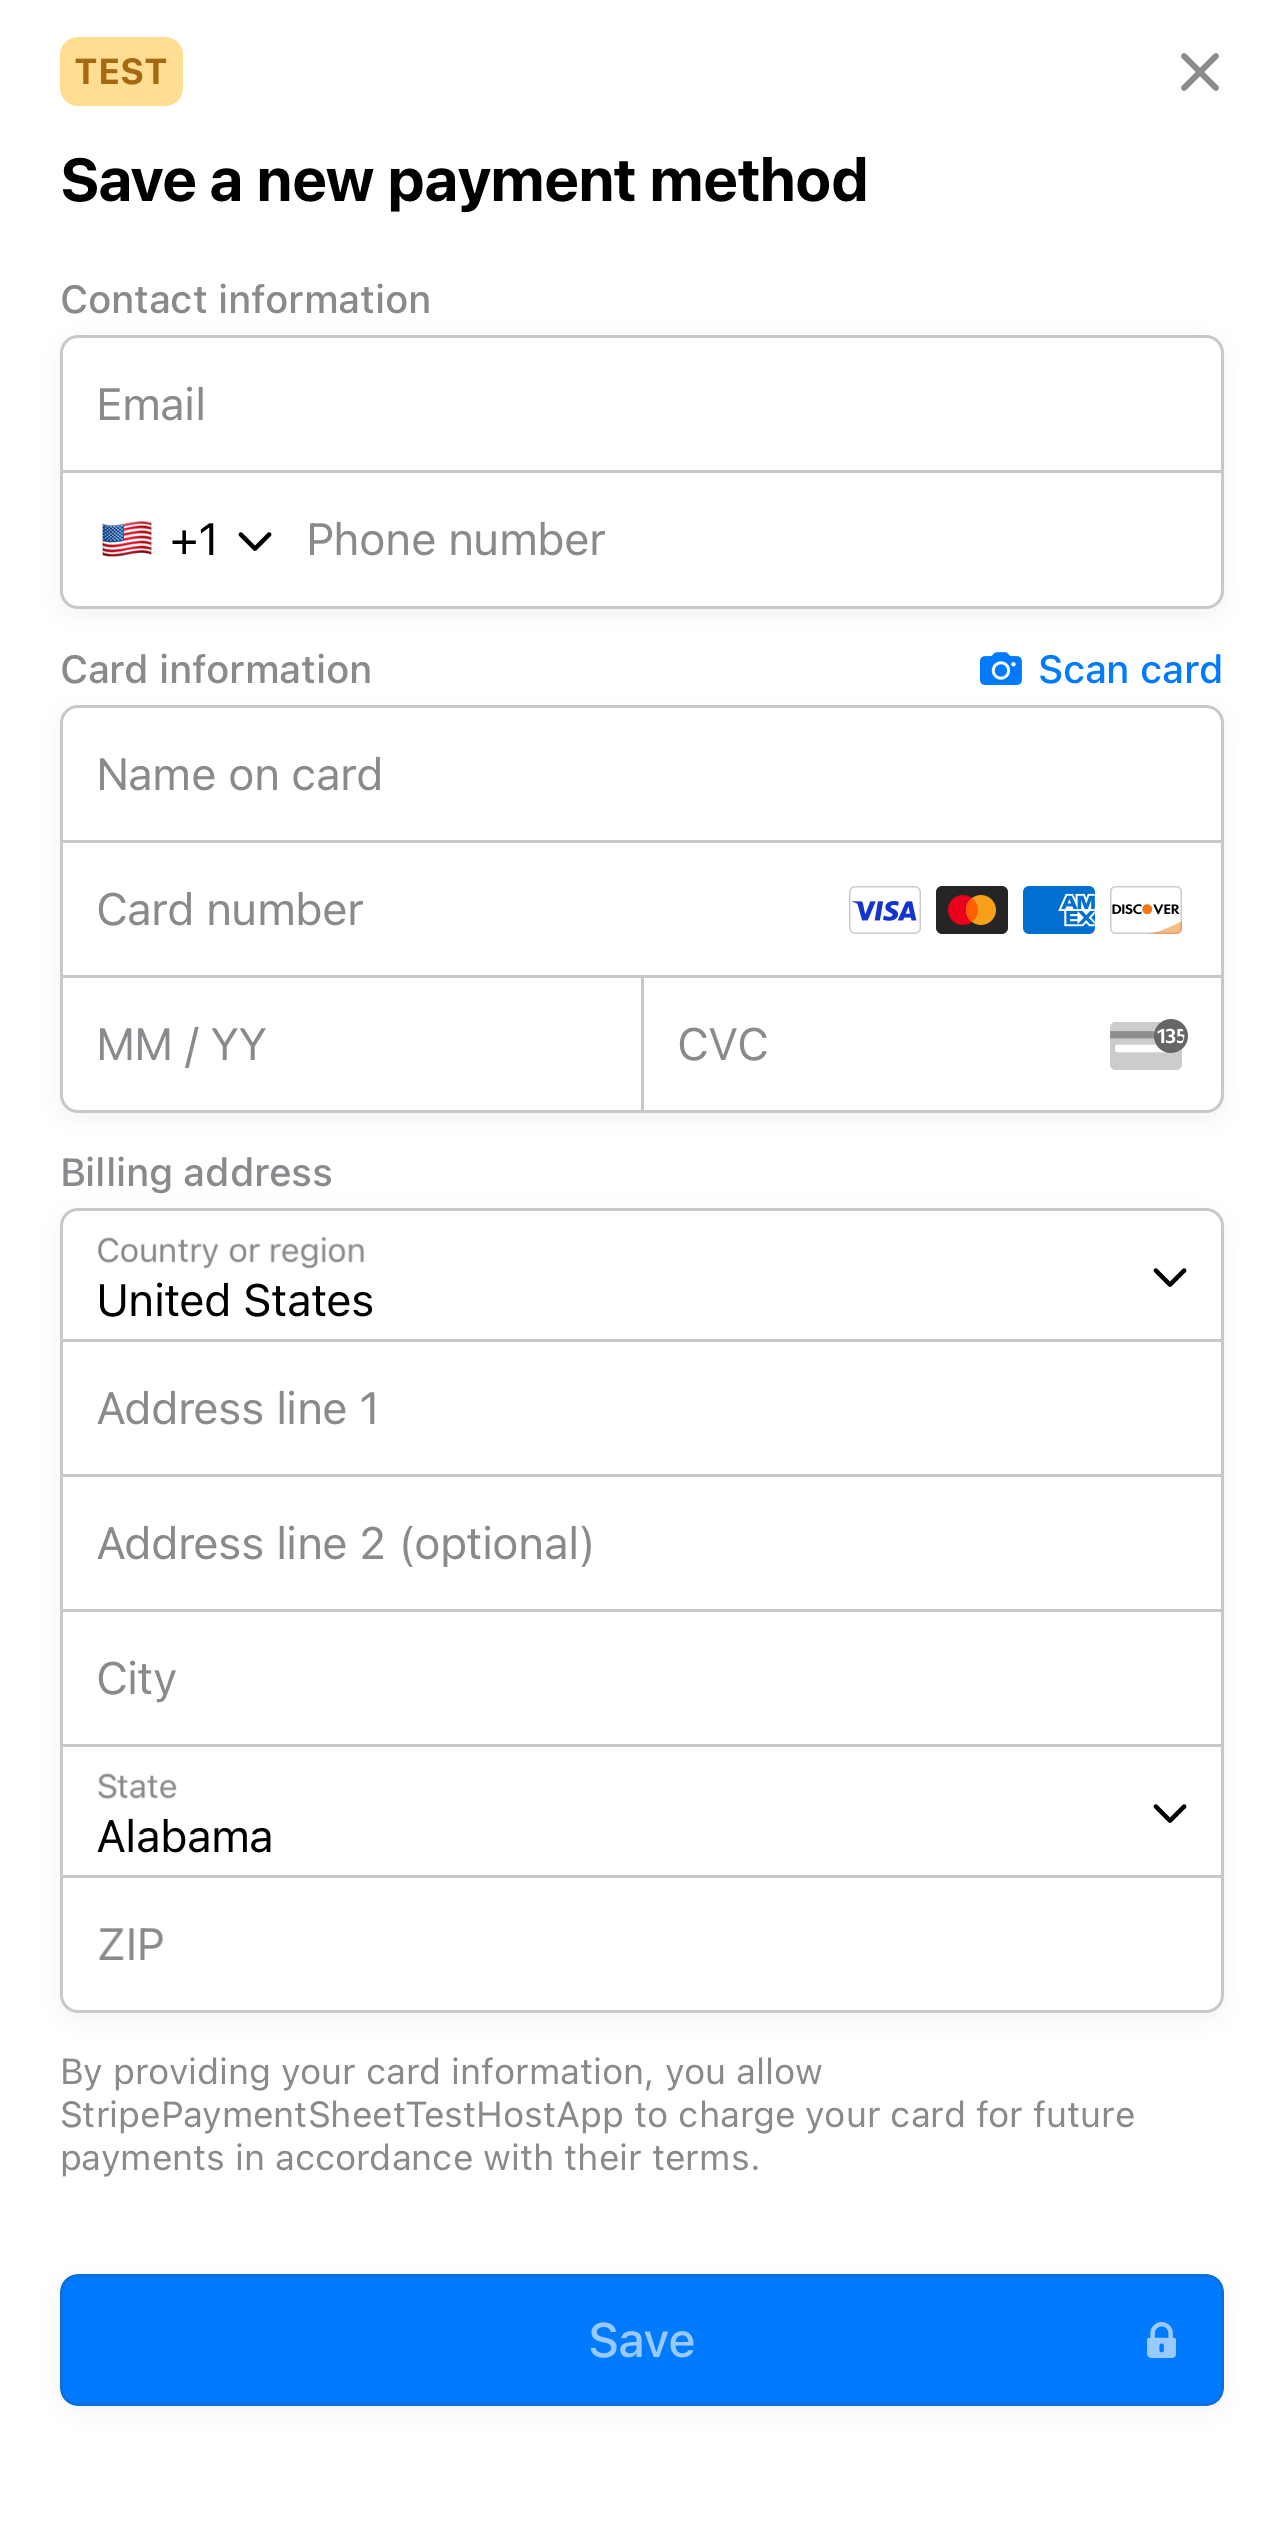 TEST
Save a new payment method
Contact information
Email
+1 Phone number
Card information Scan card
Name on card
Card number VISA AM EX DISCOVER
MM / YY CVC 135
Billing address
Country or region
United States
Address line 1
Address line 2 (optional)
City
State
Alabama
ZIP
By providing your card information, you allow
StripePaymentSheetTestHostApp to charge your card for future
payments in accordance with their terms.
Save